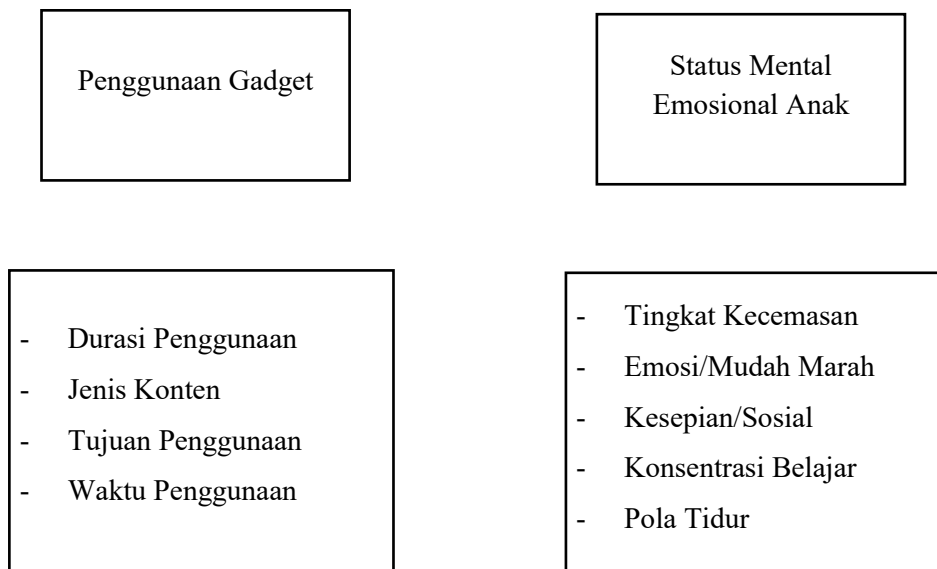 Penggunaan Gadget
Status Mental
Emosional Anak
- Durasi Penggunaan
- Jenis Konten
- Tujuan Penggunaan
- Waktu Penggunaan
- Tingkat Kecemasan
- Emosi/Mudah Marah
- Kesepian/Sosial
- Konsentrasi Belajar
- Pola Tidur